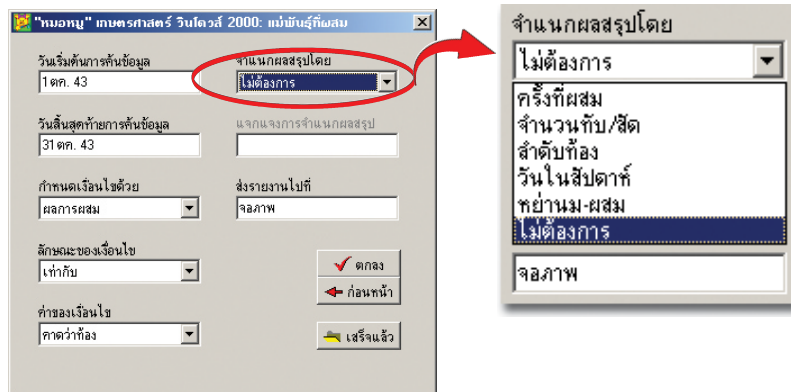 "หมอหมู" เกษตรศาสตร์ วินโดวส์ 2000: แม่พันธุ์ที่ผสม
วันเริ่มต้นการค้นข้อมูล
1 ตค. 43
วันสิ้นสุดท้ายการค้นข้อมูล
31 ตค. 43
กำหนดเงื่อนไขด้วย
ผลการผสม
ลักษณะของเงื่อนไข
เท่ากับ
ค่าของเงื่อนไข
คาดว่าท้อง
จำแนกผลสรุปโดย
ไม่ต้องการ
แจกแจงการจำแนกผลสรุป
ส่งรายงานไปที่
จอภาพ
ตกลง
ก่อนหน้า
เสร็จแล้ว
จำแนกผลสรุปโดย
ไม่ต้องการ
ครั้งที่ผสม
จำนวนทับ/สัด
ลำดับท้อง
วันในสัปดาห์
หย่านม-ผสม
ไม่ต้องการ
จอภาพ